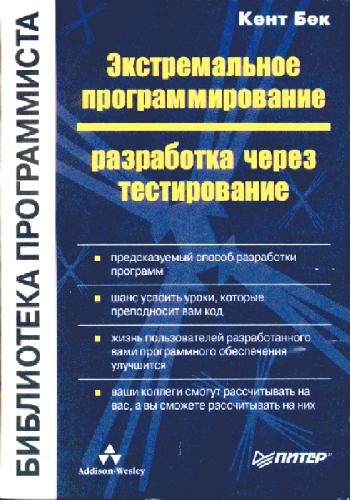 Кент Бек
БИБЛИОТЕКА ПРОГРАММИСТА
Экстремальное
программирование
разработка через
тестирование
предсказуемый способ разработки
программ
шанс усвоить уроки, которые
преподносит вам код
жизнь пользователей разработанного
вами программного обеспечения
улучшится
ваши коллеги смогут рассчитывать на
вас, а вы сможете рассчитывать на них
Addison-Wesley
ПИТЕР